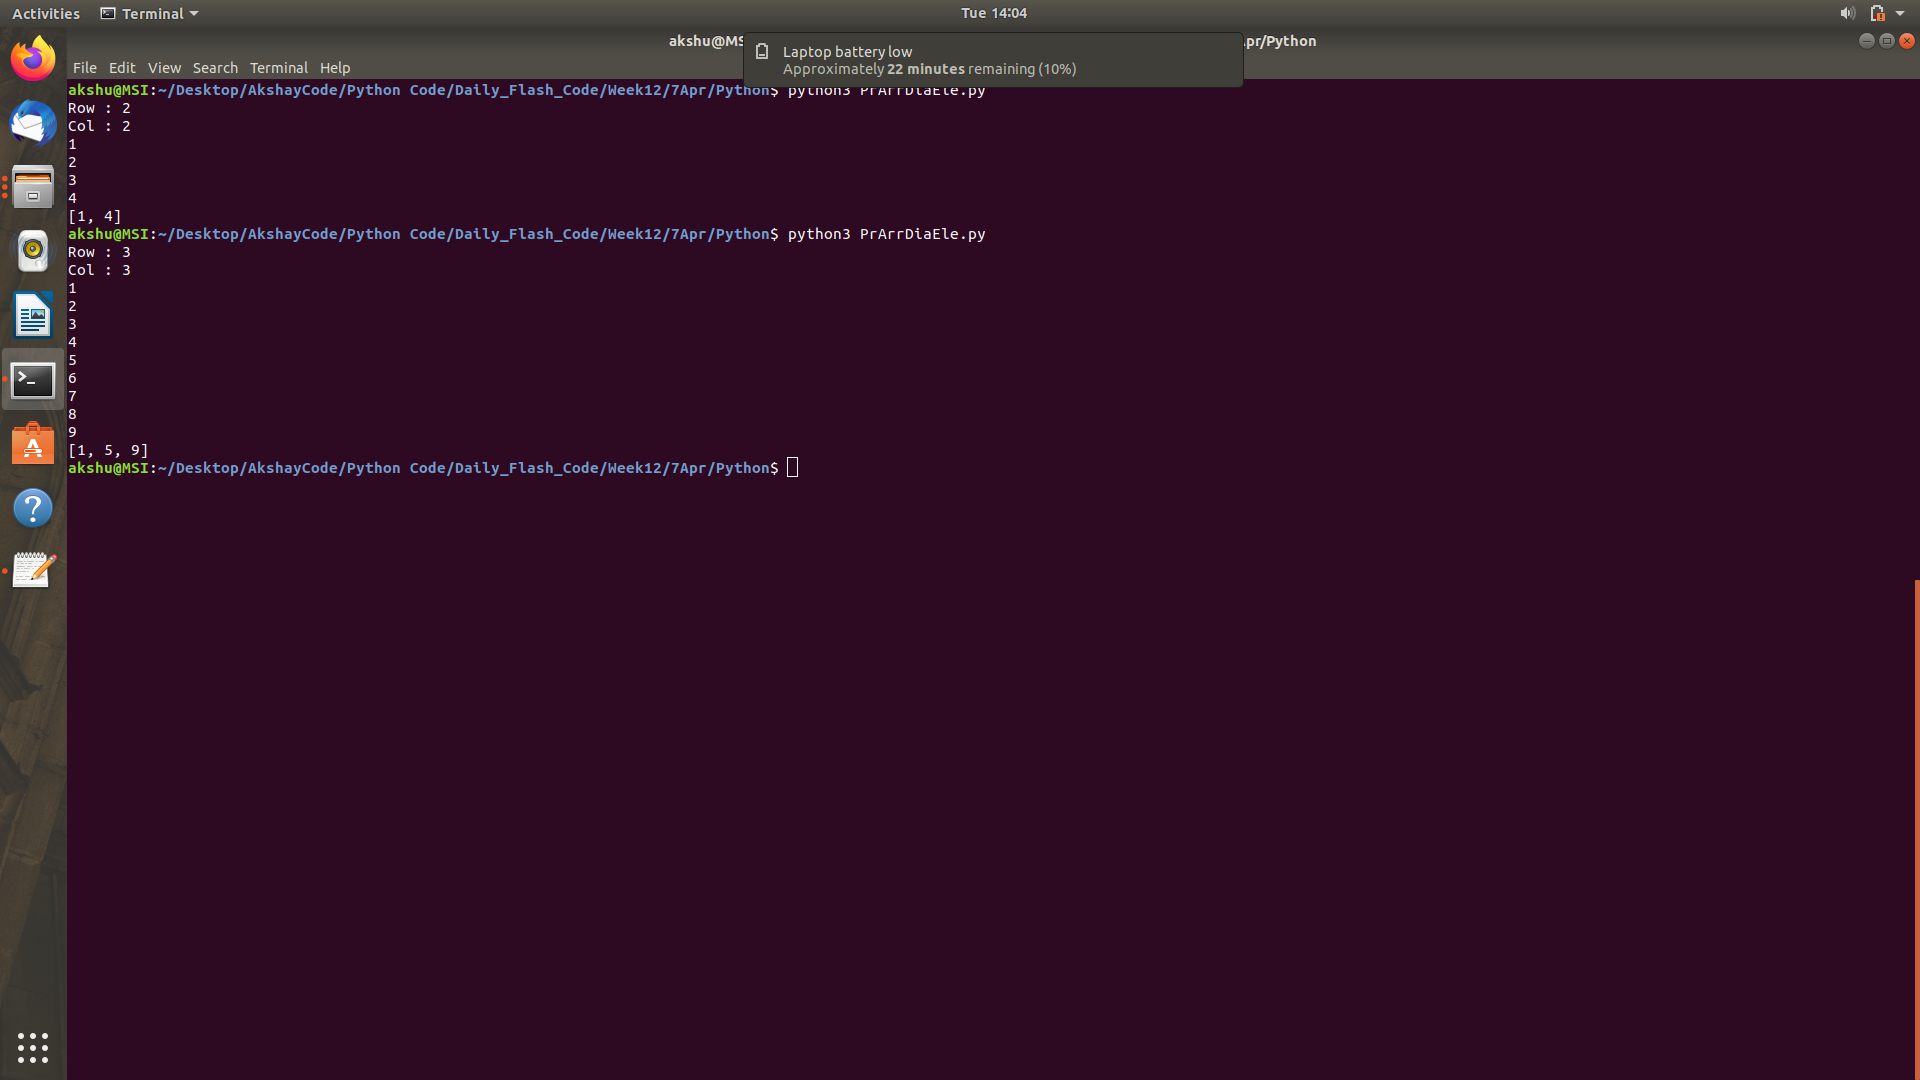 Activities Terminal Tue 14:04
akshu@MS pr/Python
Laptop battery low
Approximately 22 minutes remaining (10%)
File Edit View Search Terminal Help
akshu@MSI:~/Desktop/AkshayCode/Python Code/Daily_Flash_Code/Week12/7Apr/Python$ python3 PrArrDiaEle.py
Row : 2
Col : 2
1
2
3
4
[1, 4]
akshu@MSI:~/Desktop/AkshayCode/Python Code/Daily_Flash_Code/Week12/7Apr/Python$ python3 PrArrDiaEle.py
Row : 3
Col : 3
1
2
3
4
5
6
7
8
9
[1, 5, 9]
akshu@MSI:~/Desktop/AkshayCode/Python Code/Daily_Flash_Code/Week12/7Apr/Python$